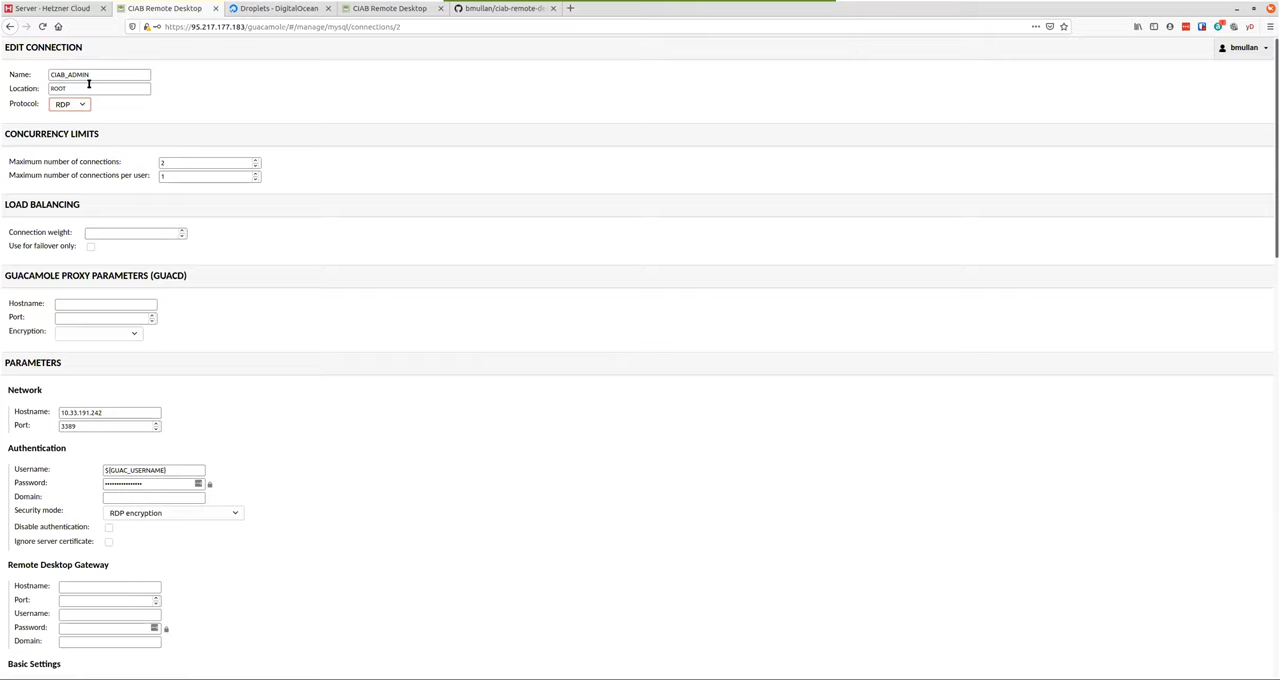 Server · Hetzner Cloud
CIAB Remote Desktop
Droplets - DigitalOcean
CIAB Remote Desktop
bmullan/ciab-remote-de
https://95.217.177.183/guacamole/#/manage/mysql/connections/2
EDIT CONNECTION
bmullan
Name: CIAB_ADMIN
Location: ROOT
Protocol: RDP
CONCURRENCY LIMITS
Maximum number of connections: 2
Maximum number of connections per user: 1
LOAD BALANCING
Connection weight:
Use for failover only:
GUACAMOLE PROXY PARAMETERS (GUACD)
Hostname:
Port:
Encryption:
PARAMETERS
Network
Hostname: 10.33.191.242
Port: 3389
Authentication
Username: ${GUAC_USERNAME}
Password: ••••••••••••••••
Domain:
Security mode: RDP encryption
Disable authentication:
Ignore server certificate:
Remote Desktop Gateway
Hostname:
Port:
Username:
Password:
Domain:
Basic Settings